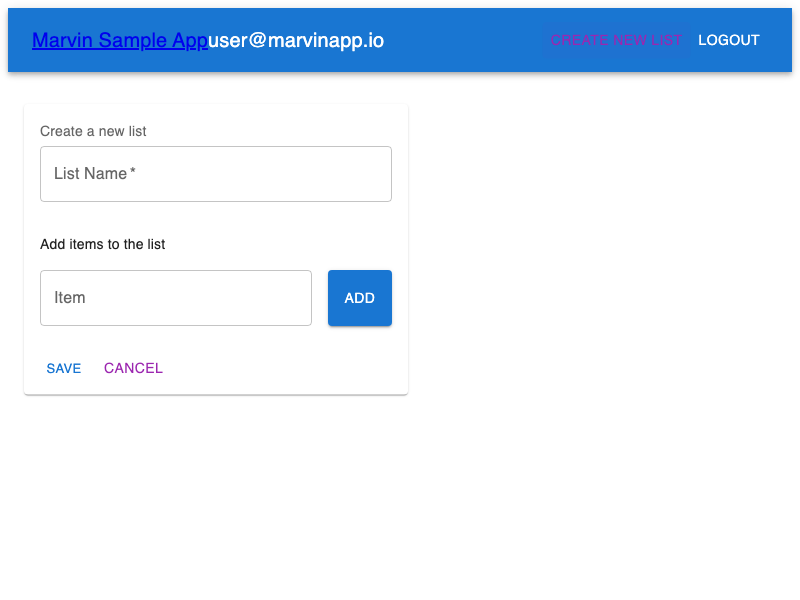 Marvin Sample Appuser@marvinapp.io CREATE NEW LIST LOGOUT
Create a new list
List Name *
Add items to the list
Item ADD
SAVE CANCEL